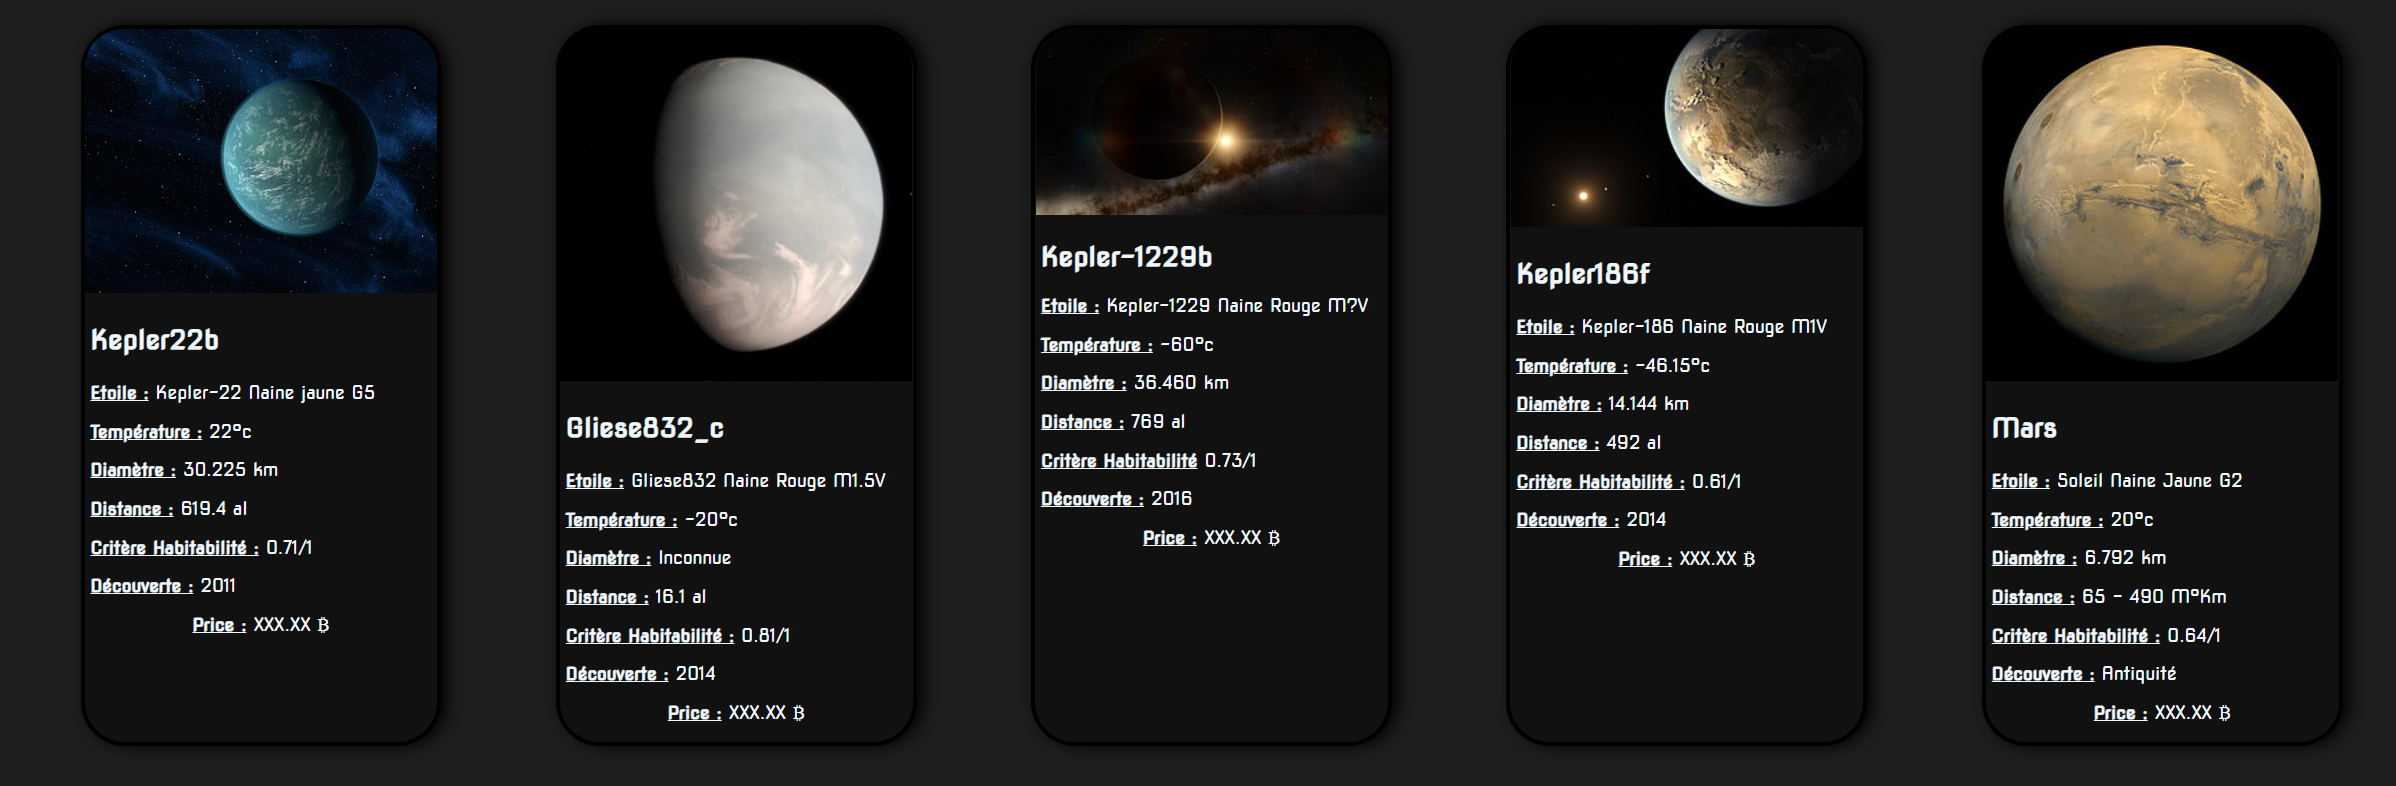 Kepler22b
Etoile : Kepler-22 Naine jaune G5
Température : 22°c
Diamètre : 30.225 km
Distance : 619.4 al
Critère Habitabilité : 0.71/1
Découverte : 2011
Price : XXX.XX ₿
Gliese832_c
Etoile : Gliese832 Naine Rouge M1.5V
Température : -20°c
Diamètre : Inconnue
Distance : 16.1 al
Critère Habitabilité : 0.81/1
Découverte : 2014
Price : XXX.XX ₿
Kepler-1229b
Etoile : Kepler-1229 Naine Rouge M?V
Température : -60°c
Diamètre : 36.460 km
Distance : 769 al
Critère Habitabilité 0.73/1
Découverte : 2016
Price : XXX.XX ₿
Kepler186f
Etoile : Kepler-186 Naine Rouge M1V
Température : -46.15°c
Diamètre : 14.144 km
Distance : 492 al
Critère Habitabilité : 0.61/1
Découverte : 2014
Price : XXX.XX ₿
Mars
Etoile : Soleil Naine Jaune G2
Température : 20°c
Diamètre : 6.792 km
Distance : 65 - 490 M°Km
Critère Habitabilité : 0.64/1
Découverte : Antiquité
Price : XXX.XX ₿